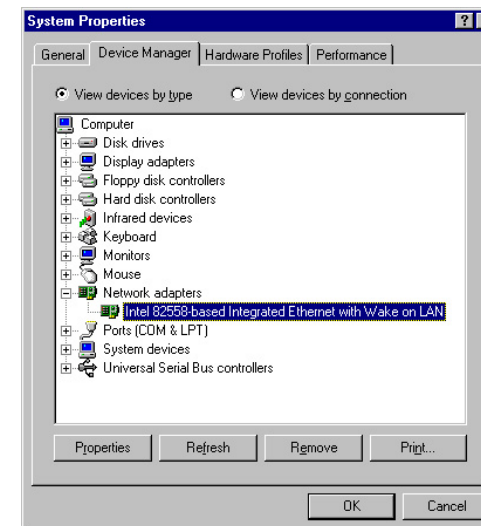 System Properties ?
General Device Manager Hardware Profiles Performance
View devices by type View devices by connection
Computer
Disk drives
Display adapters
Floppy disk controllers
Hard disk controllers
Infrared devices
Keyboard
Monitors
Mouse
Network adapters
Intel 82558-based Integrated Ethernet with Wake on LAN
Ports (COM & LPT)
System devices
Universal Serial Bus controllers
Properties Refresh Remove Print...
OK Cancel